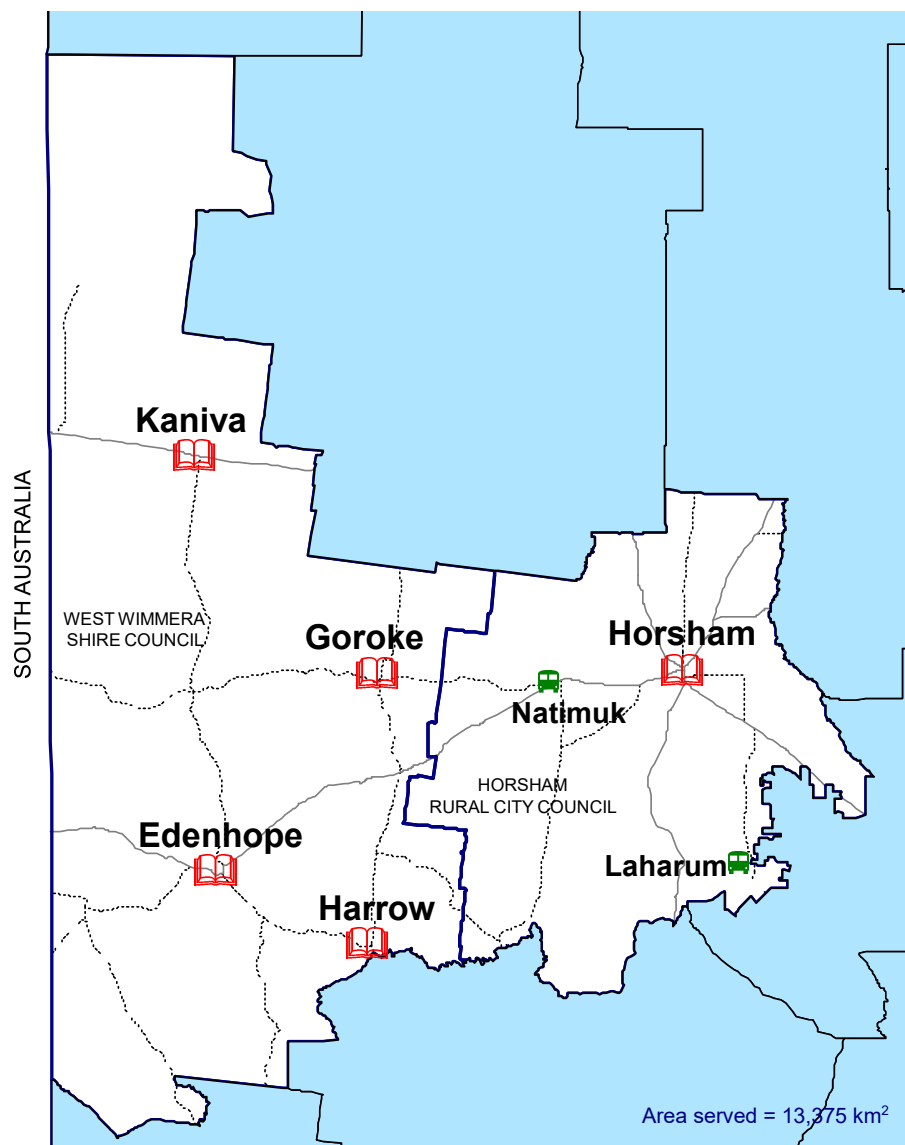 Kaniva
SOUTH AUSTRALIA
WEST WIMMERA
SHIRE COUNCIL
Goroke
Horsham
Natimuk
HORSHAM
RURAL CITY COUNCIL
Edenhope
Laharum
Harrow
Area served = 13,375 km²